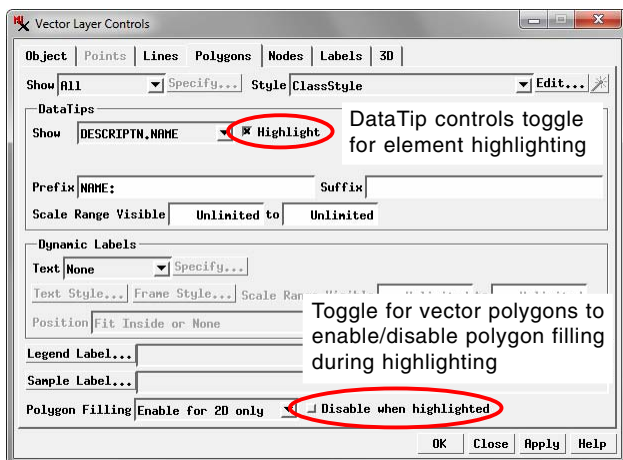 Vector Layer Controls
Object Points Lines Polygons Nodes Labels 3D
Show All Specify... Style ClassStyle Edit...
DataTips
Show DESCRIPTN.NAME Highlight
DataTip controls toggle
for element highlighting
Prefix NAME: Suffix
Scale Range Visible Unlimited to Unlimited
Dynamic Labels
Text None Specify...
Text Style... Frame Style... Scale
Position Fit Inside or None
Toggle for vector polygons to
enable/disable polygon filling
during highlighting
Legend Label...
Sample Label...
Polygon Filling Enable for 2D only Disable when highlighted
OK Close Apply Help